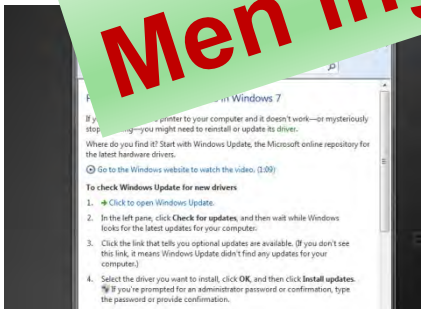 Men ing
in Windows 7
If printer to your computer and it doesn't work—or mysteriously
you might need to reinstall or update its driver.
Where do you find it? Start with Windows Update, the Microsoft online repository for
the latest hardware drivers.
Go to the Windows website to watch the video. (1:09)
To check Windows Update for new drivers
1. Click to open Windows Update.
2. In the left pane, click Check for updates, and then wait while Windows
looks for the latest updates for your computer.
3. Click the link that tells you optional updates are available. (If you don't see
this link, it means Windows Update didn't find any updates for your
computer.)
4. Select the driver you want to install, click OK, and then click Install updates.
If you're prompted for an administrator password or confirmation, type
the password or provide confirmation.